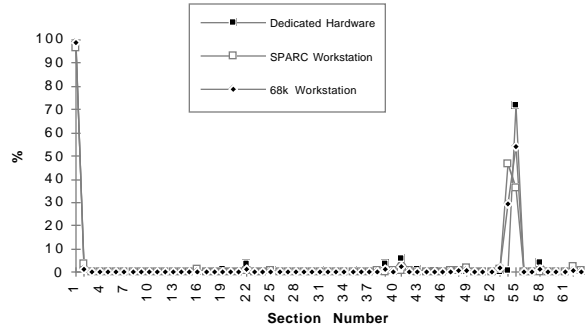 Dedicated Hardware
SPARC Workstation
68k Workstation
100
90
80
70
60
50
40
30
20
10
0
%
1 4 7 10 13 16 19 22 25 28 31 34 37 40 43 46 49 52 55 58 61
Section Number